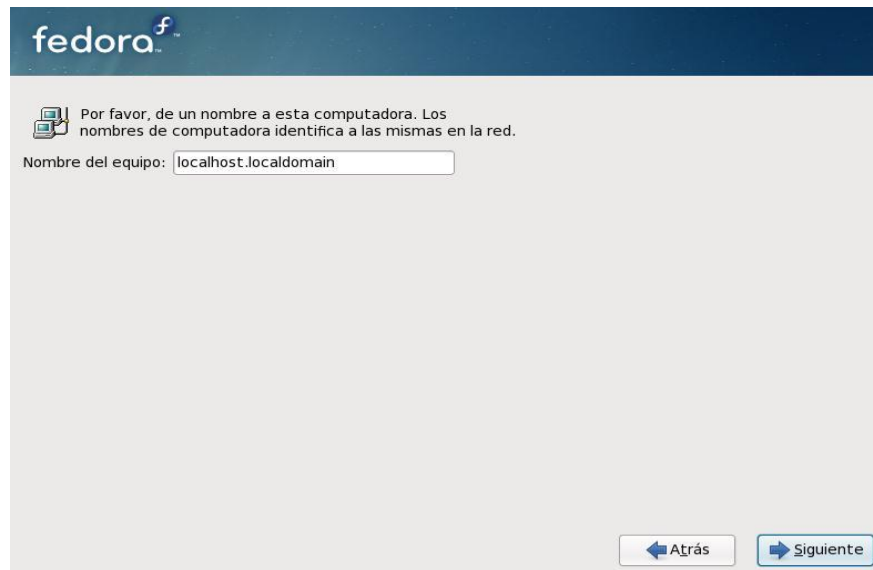 fedora
Por favor, de un nombre a esta computadora. Los
nombres de computadora identifica a las mismas en la red.
Nombre del equipo: localhost.localdomain
Atrás Siguiente